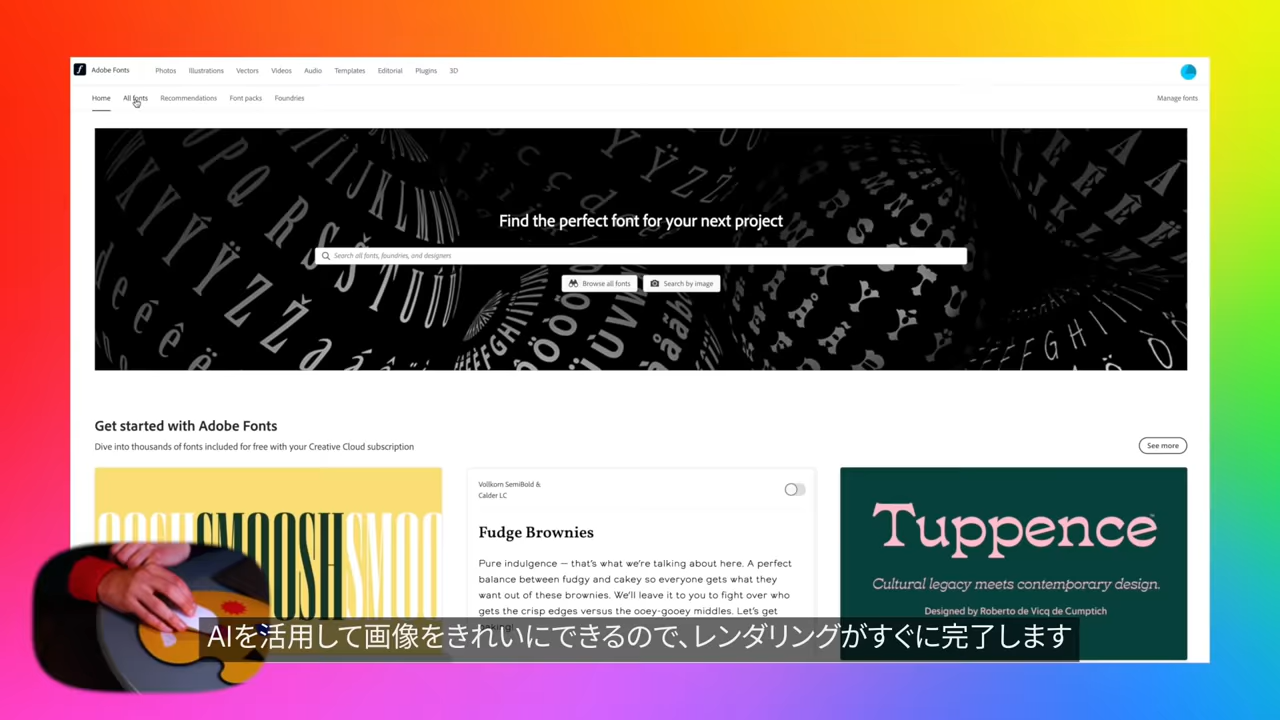 Adobe Fonts Photos Illustrations Vectors Videos Audio Templates Editorial Plugins 3D
Home All fonts Recommendations Font packs Foundries Manage fonts
Find the perfect font for your next project
Search all fonts, foundries, and designers
Browse all fonts Search by image
Get started with Adobe Fonts
Dive into thousands of fonts included for free with your Creative Cloud subscription
See more
SMOOSH
Vollkorn SemiBold &
Calder LC
Fudge Brownies
Pure indulgence — that's what we're talking about here. A perfect
balance between fudgy and cakey so everyone gets what they
want out of these brownies. We'll leave it to you to fight over who
gets the crisp edges versus the ooey-gooey middles. Let's get
Tuppence
Cultural legacy meets contemporary design.
Designed by Roberto de Vicq de Cumptich
AIを活用して画像をきれいにできるので、レンダリングがすぐに完了します